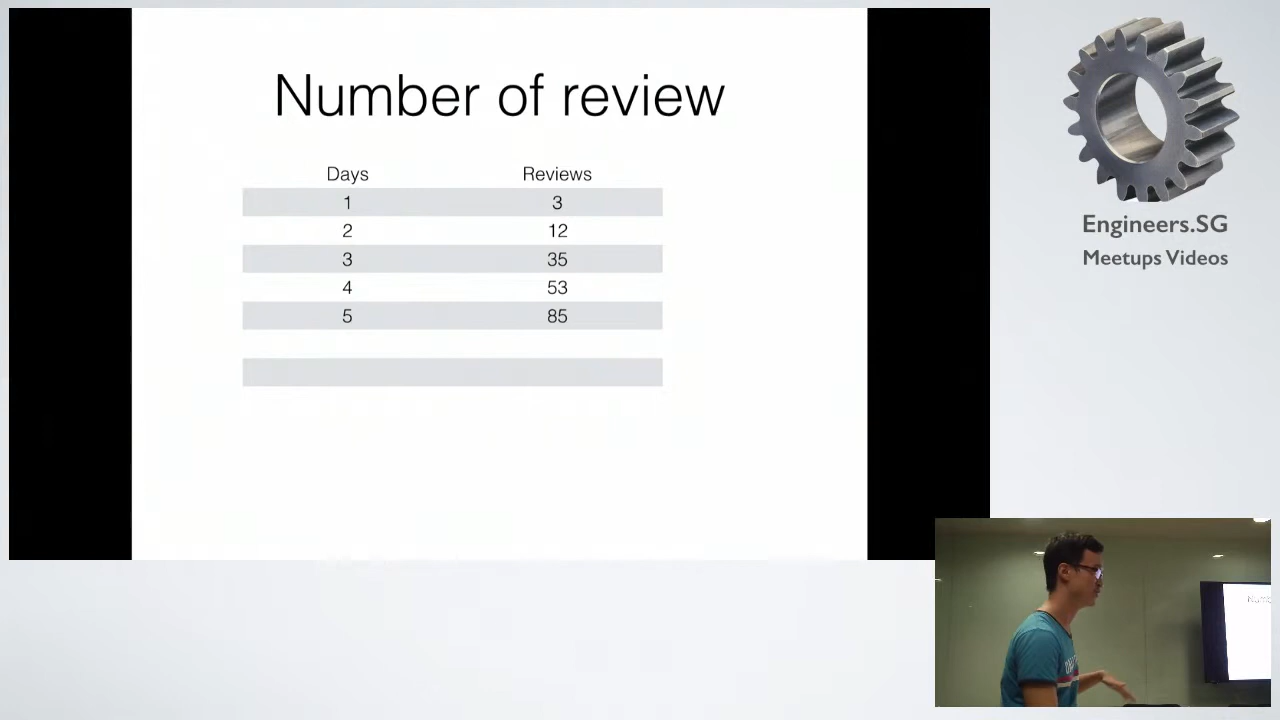 Number of review
Days Reviews
1 3
2 12
3 35
4 53
5 85
Engineers.SG
Meetups Videos